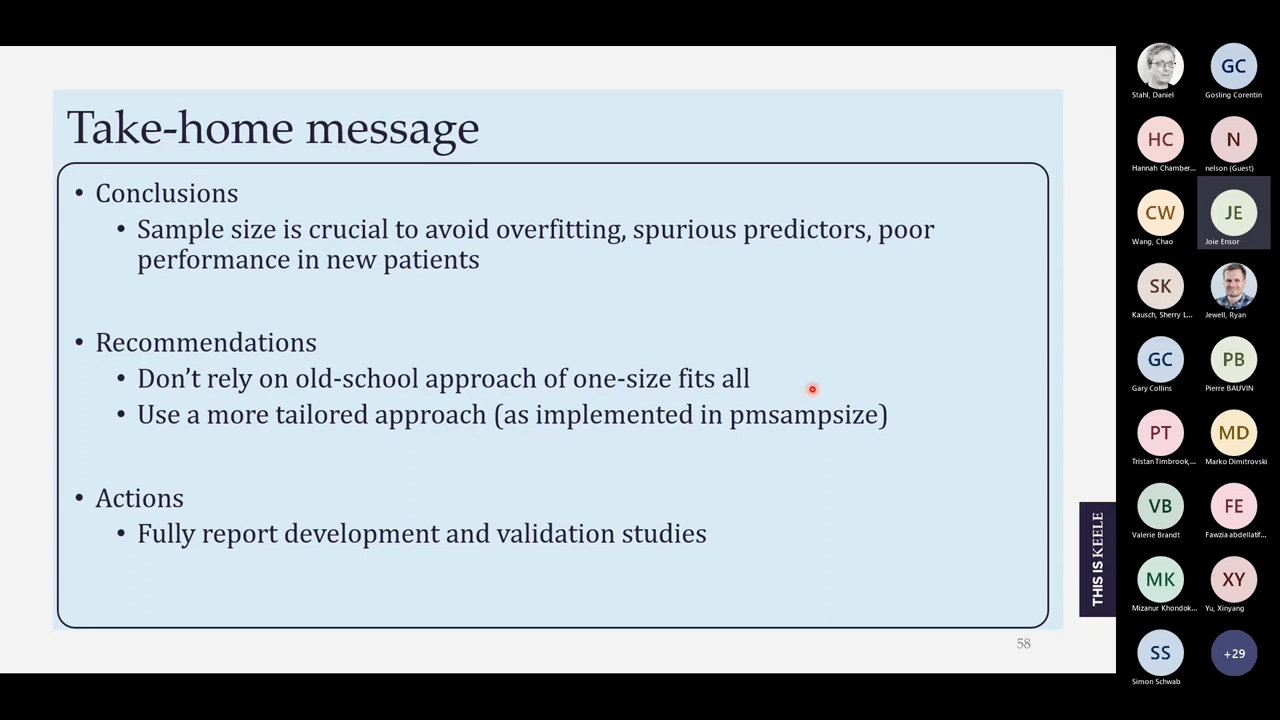 Take-home message
• Conclusions
• Sample size is crucial to avoid overfitting, spurious predictors, poor
performance in new patients
• Recommendations
• Don’t rely on old-school approach of one-size fits all
• Use a more tailored approach (as implemented in pmsampsize)
• Actions
• Fully report development and validation studies
58
THIS IS KEELE
Stahl, Daniel
GC
Gosling Corentin
HC
Hannah Chamber...
N
nelson (Guest)
CW
Wang, Chao
JE
Joie Ensor
SK
Kausch, Sherry L...
Jewell, Ryan
GC
Gary Collins
PB
Pierre BAUVIN
PT
Tristan Timbrook,...
MD
Marko Dimitrovski
VB
Valerie Brandt
FE
Fawzia abdellatif...
MK
Mizanur Khondok...
XY
Yu, Xinyang
SS
Simon Schwab
+29